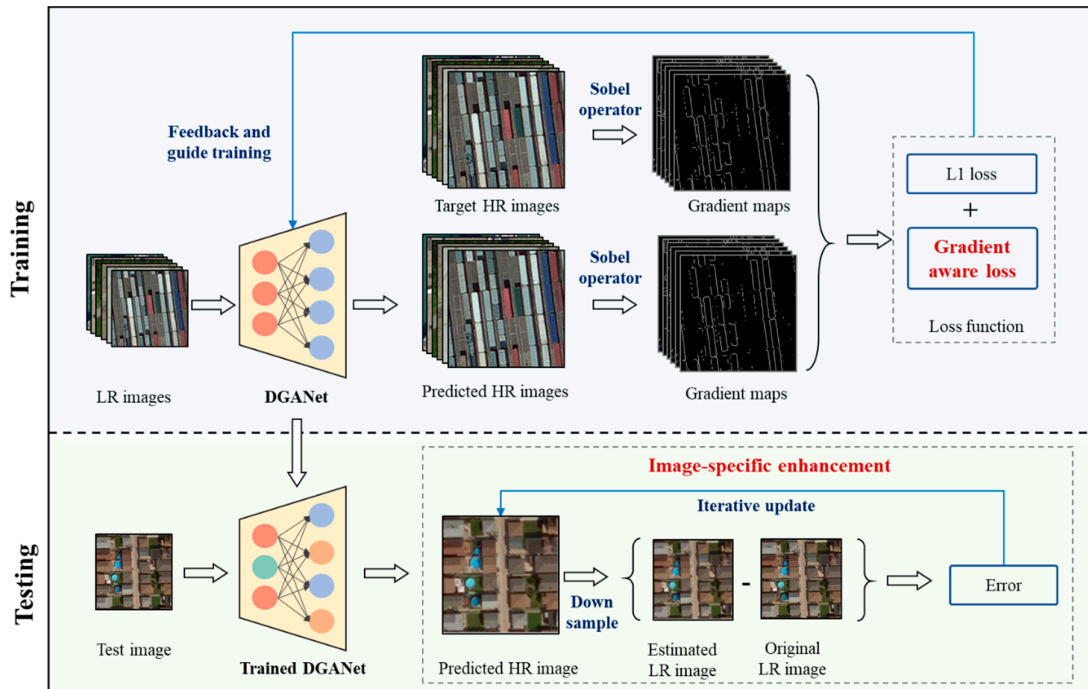 Training
Feedback and
guide training
Sobel
operator
Target HR images
Gradient maps
L1 loss
+
Gradient
aware loss
Loss function
Sobel
operator
LR images
DGANet
Predicted HR images
Gradient maps
Testing
Image-specific enhancement
Iterative update
Down
sample
-
Error
Test image
Trained DGANet
Predicted HR image
Estimated
LR image
Original
LR image